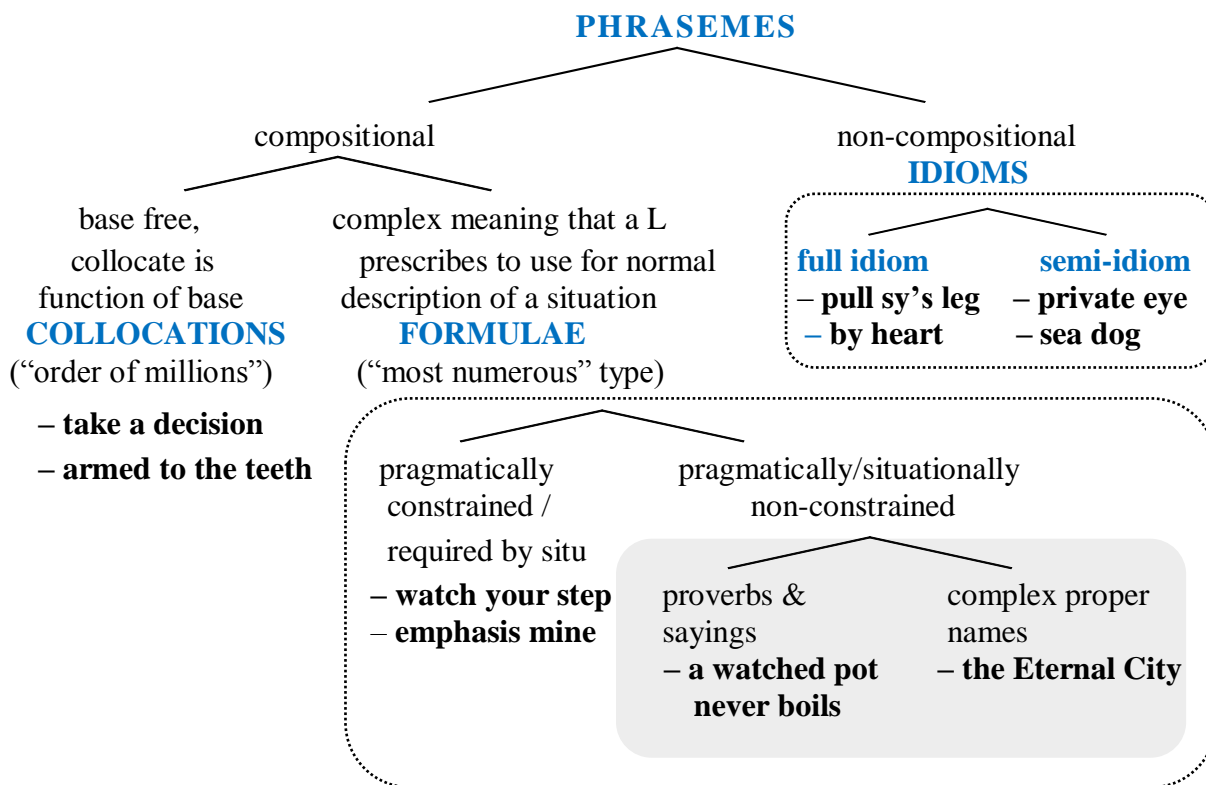 PHRASEMES
compositional
non-compositional
IDIOMS
base free,
collocate is
function of base
COLLOCATIONS
(“order of millions”)
– take a decision
– armed to the teeth
complex meaning that a L
prescribes to use for normal
description of a situation
FORMULAE
(“most numerous” type)
full idiom
– pull sy’s leg
– by heart
semi-idiom
– private eye
– sea dog
pragmatically
constrained /
required by situ
– watch your step
– emphasis mine
pragmatically/situationally
non-constrained
proverbs &
sayings
– a watched pot
never boils
complex proper
names
– the Eternal City